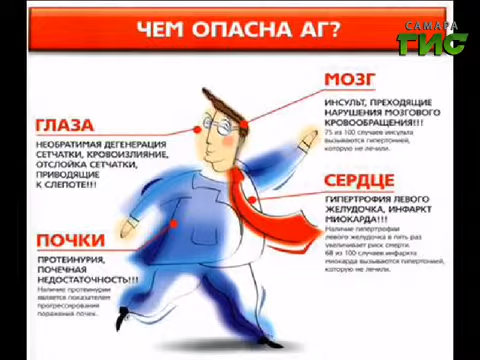 ЧЕМ ОПАСНА АГ?
САМАРА
ГИС
МОЗГ
ИНСУЛЬТ, ПРЕХОДЯЩИЕ
НАРУШЕНИЯ МОЗГОВОГО
КРОВООБРАЩЕНИЯ!!!
75 из 100 случаев инсульта
вызываются гипертонией,
которую не лечили.
ГЛАЗА
НЕОБРАТИМАЯ ДЕГЕНЕРАЦИЯ
СЕТЧАТКИ, КРОВОИЗЛИЯНИЕ,
ОТСЛОЙКА СЕТЧАТКИ,
ПРИВОДЯЩИЕ
К СЛЕПОТЕ!!!
СЕРДЦЕ
ГИПЕРТРОФИЯ ЛЕВОГО
ЖЕЛУДОЧКА, ИНФАРКТ
МИОКАРДА!!!
Наличие гипертрофии
левого желудочка в пять раз
увеличивает риск смерти.
68 из 100 случаев инфаркта
миокарда вызываются гипертонией,
которую не лечили.
ПОЧКИ
ПРОТЕИНУРИЯ,
ПОЧЕЧНАЯ
НЕДОСТАТОЧНОСТЬ!!!
Наличие протеинурии
является показателем
прогрессирования
поражения почек.